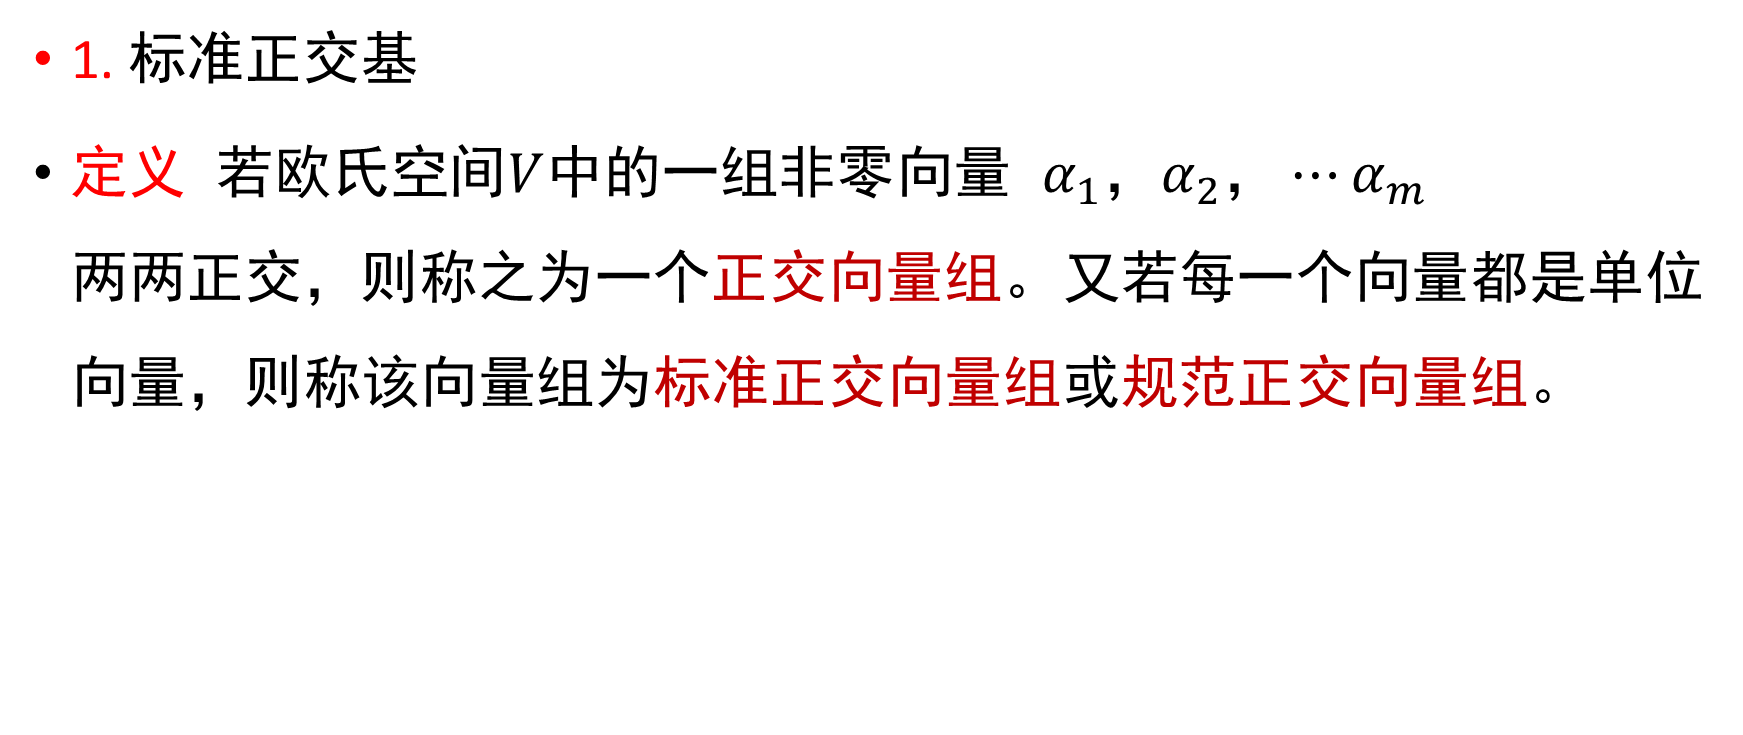 • 1. 标准正交基
• 定义 若欧氏空间V中的一组非零向量 α₁，α₂， ⋯ αₘ
两两正交，则称之为一个正交向量组。又若每一个向量都是单位
向量，则称该向量组为标准正交向量组或规范正交向量组。